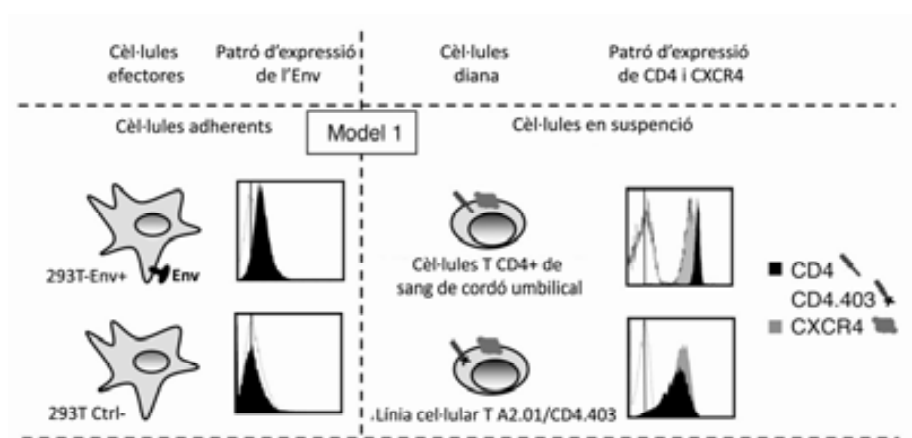 Cèl·lules
efectores
Patró d'expressió
de l'Env
Cèl·lules
diana
Patró d'expressió
de CD4 i CXCR4
Cèl·lules adherents
Model 1
Cèl·lules en suspenció
293T-Env+
Env
Cèl·lules T CD4+ de
sang de cordó umbilical
CD4
CD4.403
CXCR4
293T Ctrl-
.Línia cel·lular T A2.01/CD4.403